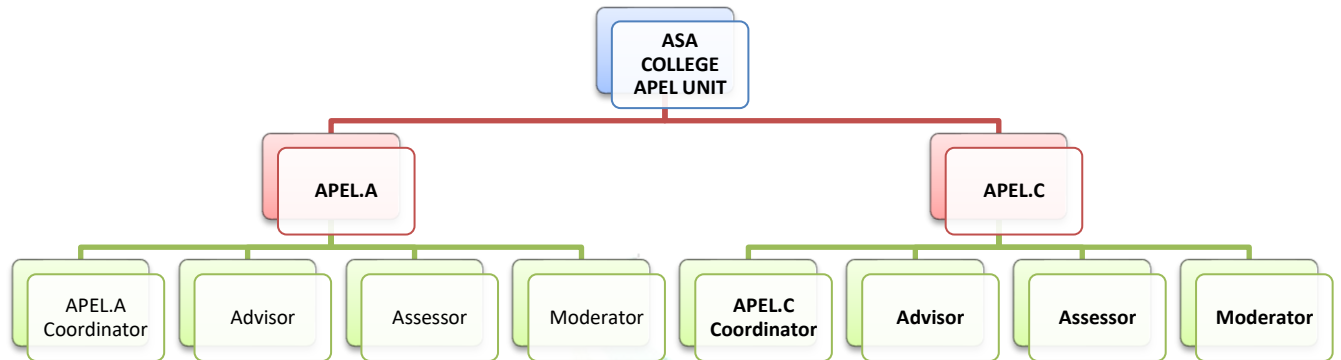 ASA
COLLEGE
APEL UNIT
APEL.A
APEL.C
APEL.A
Coordinator
Advisor
Assessor
Moderator
APEL.C
Coordinator
Advisor
Assessor
Moderator